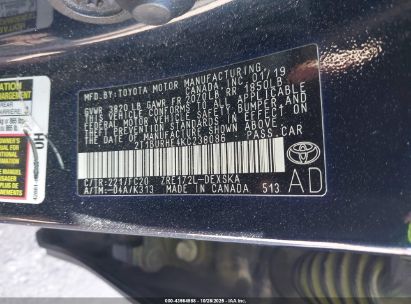 MFD.BY:TOYOTA MOTOR MANUFACTURING
CANADA, INC. 01/19
GVWR 3820 LB GAWR FR 2020LB RR 1850LB
THIS VEHICLE CONFORMS TO ALL APPLICABLE
FEDERAL MOTOR VEHICLE SAFETY, BUMPER, AND
THEFT PREVENTION STANDARDS IN EFFECT ON
THE DATE OF MANUFACTURE SHOWN ABOVE.
2T1BURHE4KC238086 PASS.CAR
C/TR:221/FC20 ZRE172L-DEXSKA
A/TM:-04A/K313 MADE IN CANADA 513
AD
TOYOTA